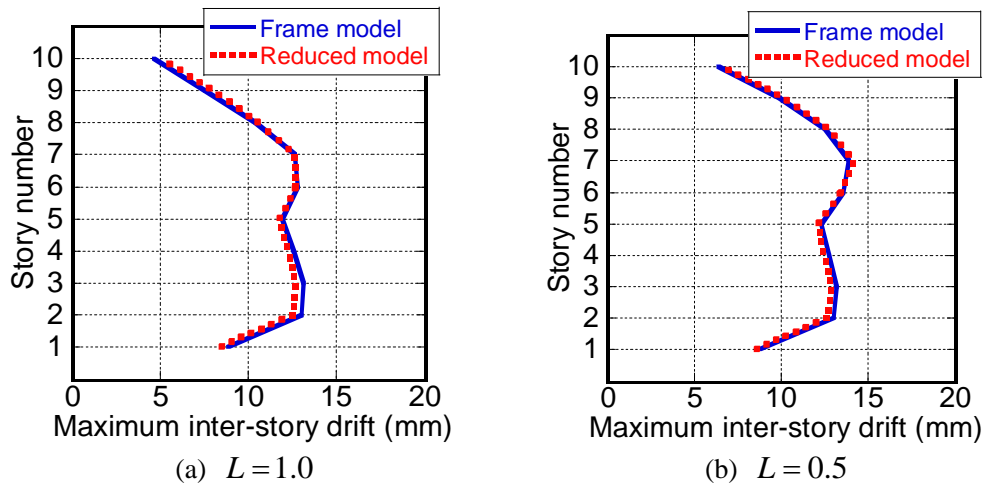 Frame model
Reduced model
10
9
8
7
6
5
4
3
2
1
Story number
0 5 10 15 20
Maximum inter-story drift (mm)
(a) L = 1.0
Frame model
Reduced model
10
9
8
7
6
5
4
3
2
1
Story number
0 5 10 15 20
Maximum inter-story drift (mm)
(b) L = 0.5